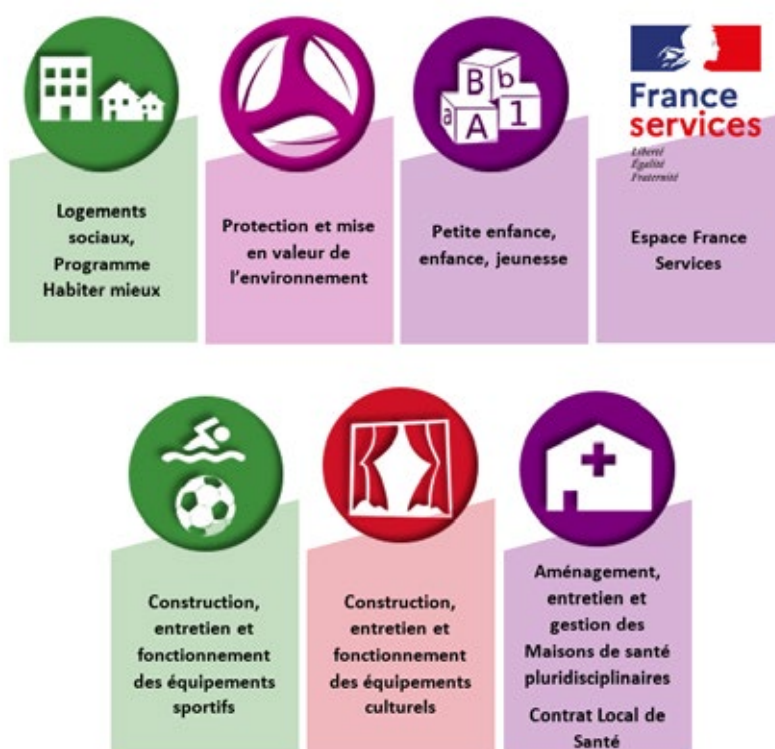 B b
a A 1
France
services
Liberté
Égalité
Fraternité
Logements
sociaux,
Programme
Habiter mieux
Protection et mise
en valeur de
l'environnement
Petite enfance,
enfance, jeunesse
Espace France
Services
Construction,
entretien et
fonctionnement
des équipements
sportifs
Construction,
entretien et
fonctionnement
des équipements
culturels
Aménagement,
entretien et
gestion des
Maisons de santé
pluridisciplinaires
Contrat Local de
Santé